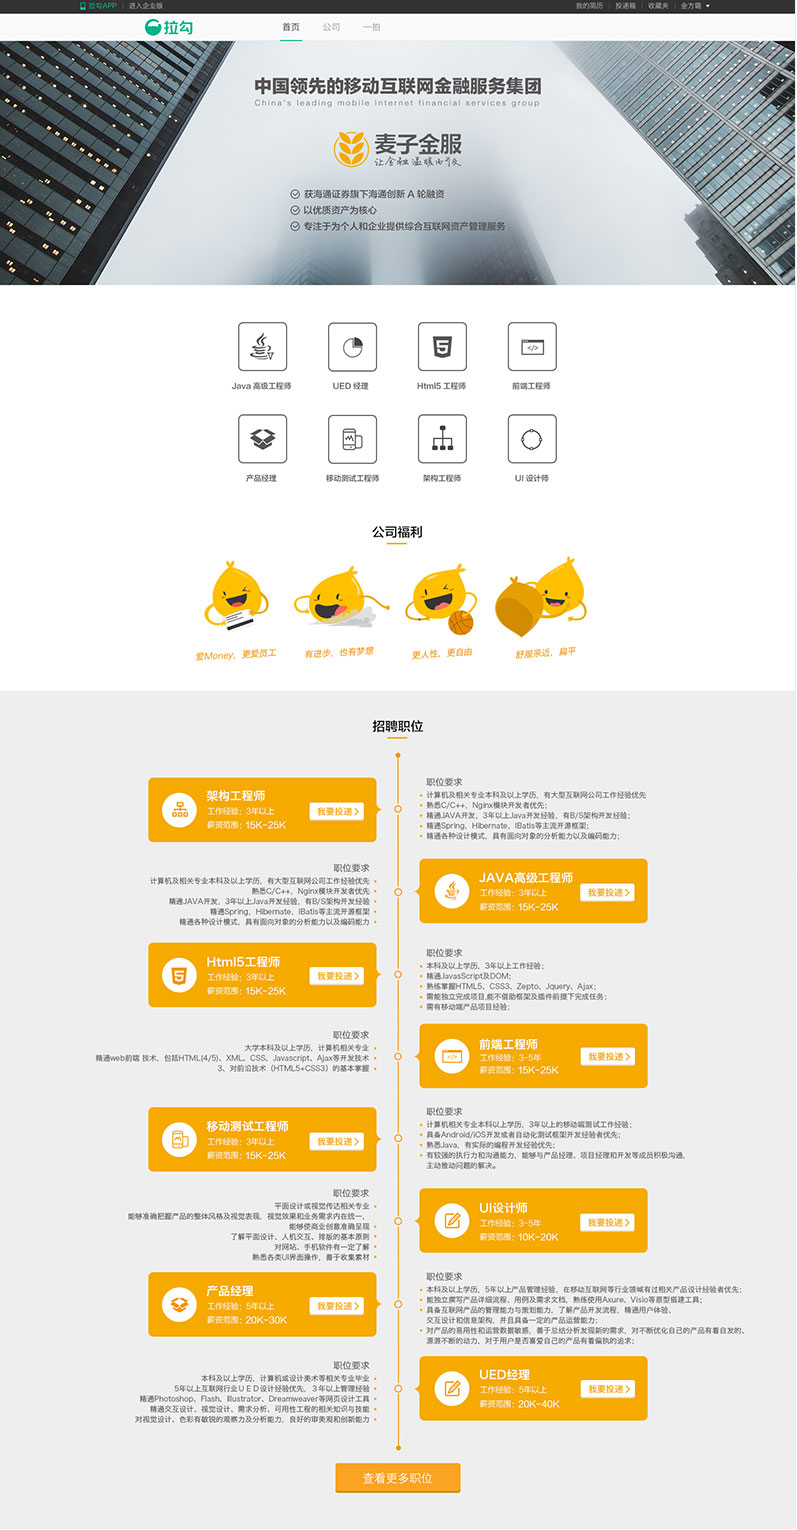 拉勾APP
进入企业版
我的简历
投递箱
收藏夹
金方璐
拉勾
首页
公司
一拍
中国领先的移动互联网金融服务集团
China's leading mobile Internet financial services group
麦子金服
让金融温暖而有
获海通证券旗下海通创新 A 轮融资
以优质资产为核心
专注于为个人和企业提供综合互联网资产管理服务
Java 高级工程师
UED 经理
Html5 工程师
前端工程师
产品经理
移动测试工程师
架构工程师
UI 设计师
公司福利
爱Money、更爱员工
有进步、也有梦想
更人性、更自由
舒服亲近、扁平
招聘职位
架构工程师
工作经验：3年以上
薪资范围：15K-25K
我要投递
职位要求
计算机及相关专业本科及以上学历，有大型互联网公司工作经验优先
熟悉C/C++，Nginx模块开发者优先；
精通JAVA开发，3年以上Java开发经验，有B/S架构开发经验；
精通Spring，Hibernate，IBatis等主流开源框架；
精通各种设计模式，具有面向对象的分析能力以及编码能力；
职位要求
计算机及相关专业本科及以上学历，有大型互联网公司工作经验优先
熟悉C/C++，Nginx模块开发者优先
精通JAVA开发，3年以上Java开发经验，有B/S架构开发经验
精通Spring，Hibernate，IBatis等主流开源框架
精通各种设计模式，具有面向对象的分析能力以及编码能力
JAVA高级工程师
工作经验：3年以上
薪资范围：15K-25K
我要投递
Html5工程师
工作经验：3年以上
薪资范围：15K-25K
我要投递
职位要求
本科及以上学历，3年以上工作经验；
精通JavasScript及DOM；
熟练掌握HTML5、CSS3、Zepto、Jquery、Ajax；
需能独立完成项目,能不借助框架及插件前提下完成任务；
需有移动端产品项目经验；
职位要求
大学本科及以上学历，计算机相关专业
精通web前端 技术，包括HTML(4/5)、XML、CSS、Javascript、Ajax等开发技术
3、对前沿技术（HTML5+CSS3）的基本掌握
前端工程师
工作经验：3-5年
薪资范围：15K-25K
我要投递
移动测试工程师
工作经验：3年以上
薪资范围：15K-25K
我要投递
职位要求
计算机相关专业本科以上学历，3年以上的移动端测试工作经验；
具备Android/iOS开发或者自动化测试框架开发经验者优先；
熟悉Java，有实际的编程开发经验优先；
有较强的执行力和沟通能力，能够与产品经理、项目经理和开发等成员积极沟通，
主动推动问题的解决。
职位要求
平面设计或视觉传达相关专业
能够准确把握产品的整体风格及视觉表现，视觉效果和业务需求内在统一，
能够使商业创意准确呈现
了解平面设计、人机交互、排版的基本原则
对网站、手机软件有一定了解
熟悉各类UI界面操作，善于收集素材
UI设计师
工作经验：3-5年
薪资范围：10K-20K
我要投递
产品经理
工作经验：5年以上
薪资范围：20K-30K
我要投递
职位要求
本科及以上学历，5年以上产品管理经验，在移动互联网等行业领域有过相关产品设计经验者优先；
能独立撰写产品详细流程、用例及需求文档，熟练使用Axure、Visio等原型搭建工具；
具备互联网产品的管理能力与策划能力，了解产品开发流程，精通用户体验、
交互设计和信息架构，并且具备一定的产品运营能力；
对产品的易用性和运营数据敏感，善于总结分析发现新的需求，对不断优化自己的产品有着自发的、
源源不断的动力，对于用户是否喜爱自己的产品有着偏执的追求；
职位要求
本科及以上学历，计算机或设计美术等相关专业毕业
5年以上互联网行业ＵＥＤ设计经验优先，３年以上管理经验
精通Photoshop、Flash、Illustrator、Dreamweaver等网页设计工具
精通交互设计、视觉设计、需求分析、可用性工程的相关知识与技能
对视觉设计、色彩有敏锐的观察力及分析能力，良好的审美观和创新能力
UED经理
工作经验：5年以上
薪资范围：20K-40K
我要投递
查看更多职位